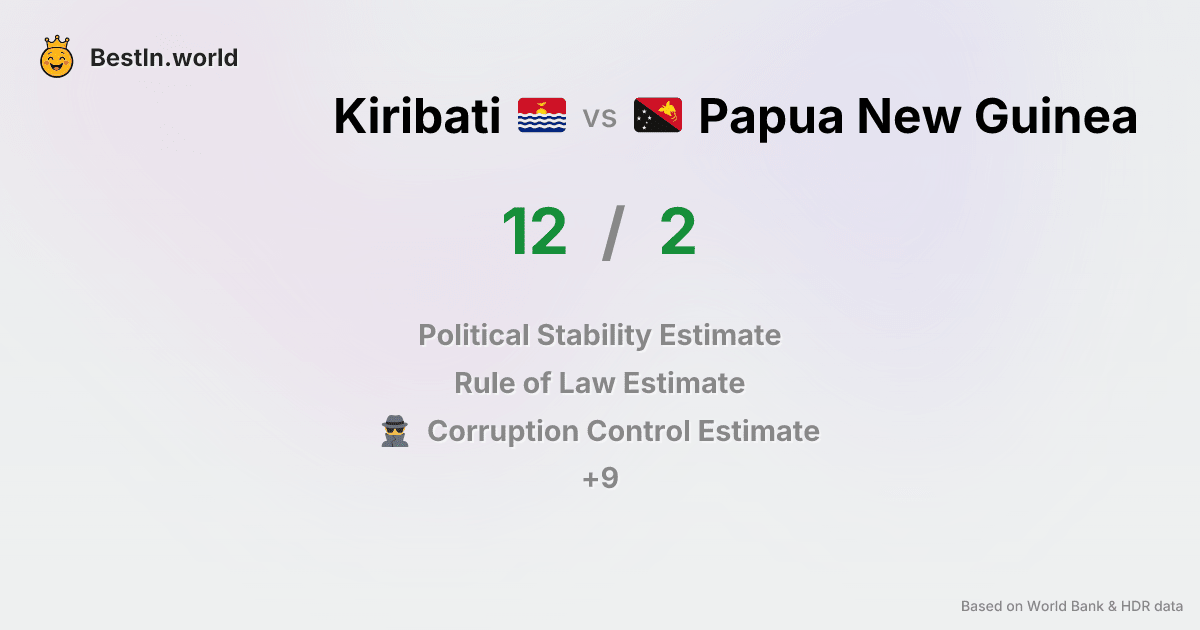 BestIn.world
Kiribati vs Papua New Guinea
12 / 2
Political Stability Estimate
Rule of Law Estimate
Corruption Control Estimate
+9
Based on World Bank & HDR data